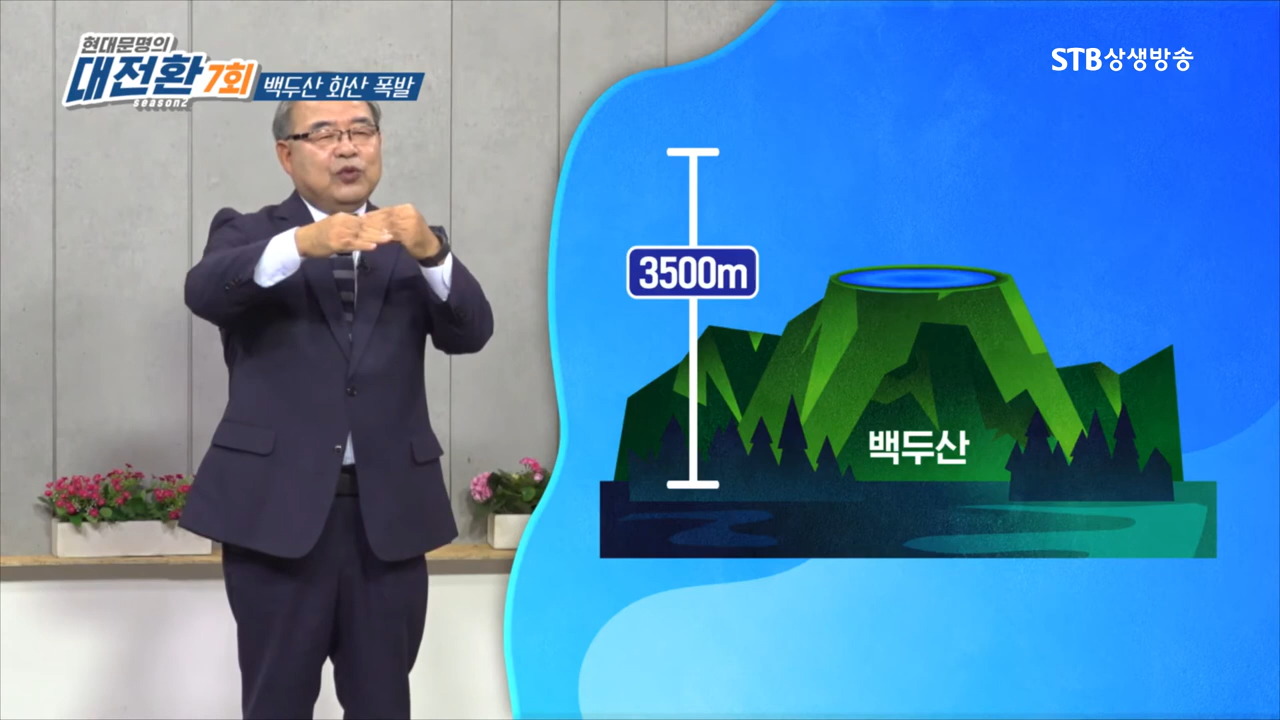 현대문명의
대전환 7회
season2
백두산 화산 폭발
STB상생방송
3500m
백두산